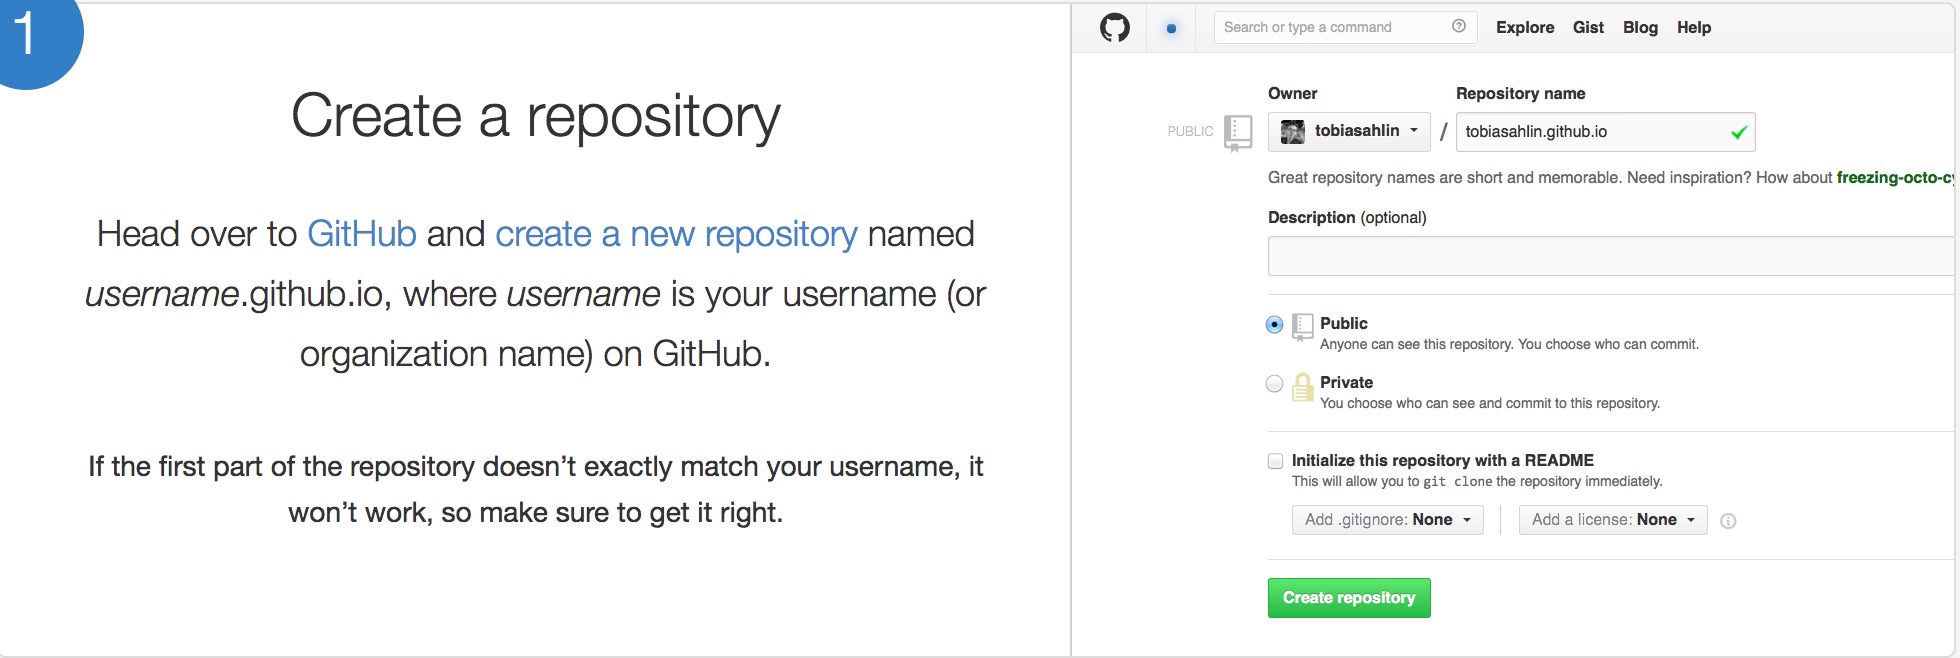 1
Create a repository
Head over to GitHub and create a new repository named
username.github.io, where username is your username (or
organization name) on GitHub.
If the first part of the repository doesn’t exactly match your username, it
won’t work, so make sure to get it right.
Search or type a command
Explore Gist Blog Help
Owner Repository name
PUBLIC tobiasahlin / tobiasahlin.github.io
Great repository names are short and memorable. Need inspiration? How about freezing-octo-
Description (optional)
Public
Anyone can see this repository. You choose who can commit.
Private
You choose who can see and commit to this repository.
Initialize this repository with a README
This will allow you to git clone the repository immediately.
Add .gitignore: None Add a license: None
Create repository